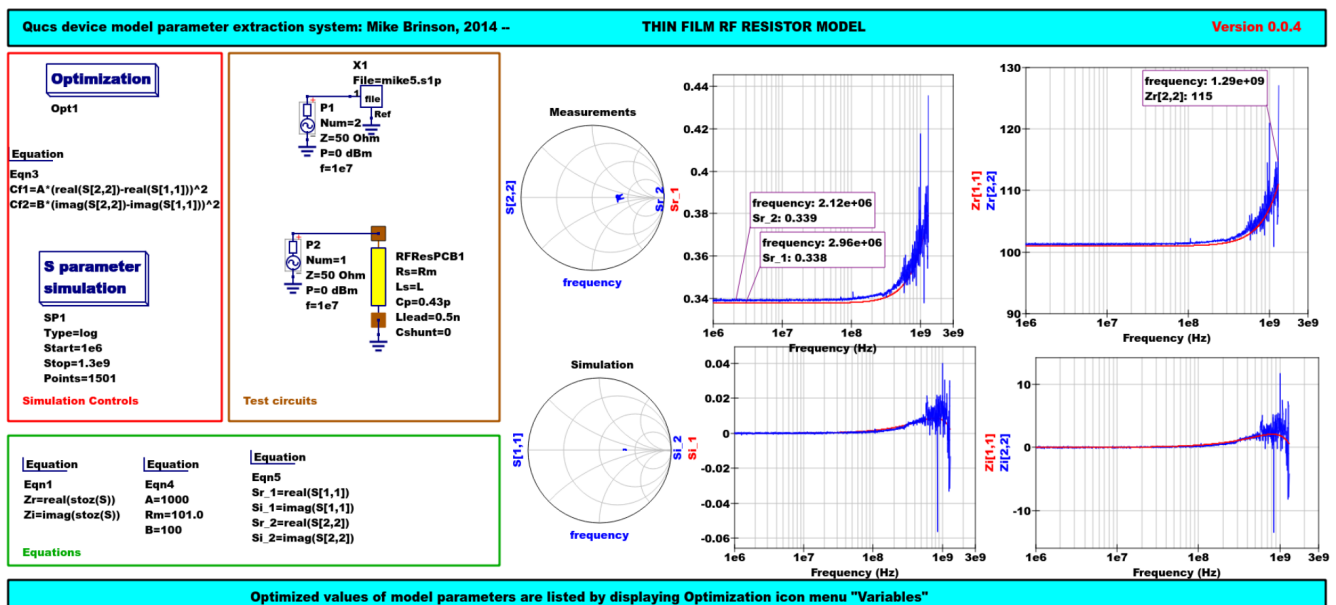 Qucs device model parameter extraction system: Mike Brinson, 2014 --
THIN FILM RF RESISTOR MODEL
Version 0.0.4
Optimization
Opt1
Equation
Eqn3
Cf1=A*(real(S[2,2])-real(S[1,1]))^2
Cf2=B*(imag(S[2,2])-imag(S[1,1]))^2
S parameter
simulation
SP1
Type=log
Start=1e6
Stop=1.3e9
Points=1501
Simulation Controls
X1
File=mike5.s1p
1
file
Ref
P1
Num=2
Z=50 Ohm
P=0 dBm
f=1e7
P2
Num=1
Z=50 Ohm
P=0 dBm
f=1e7
RFResPCB1
Rs=Rm
Ls=L
Cp=0.43p
Llead=0.5n
Cshunt=0
Test circuits
Equation
Eqn1
Zr=real(stoz(S))
Zi=imag(stoz(S))
Equation
Eqn4
A=1000
Rm=101.0
B=100
Equation
Eqn5
Sr_1=real(S[1,1])
Si_1=imag(S[1,1])
Sr_2=real(S[2,2])
Si_2=imag(S[2,2])
Equations
Measurements
S[2,2]
frequency
Simulation
S[1,1]
frequency
Sr_2
Sr_1
0.44
0.42
0.4
0.38
0.36
0.34
frequency: 2.12e+06
Sr_2: 0.339
frequency: 2.96e+06
Sr_1: 0.338
1e6 1e7 1e8 1e9 3e9
Frequency (Hz)
Zr[1,1]
Zr[2,2]
130
120
110
100
90
frequency: 1.29e+09
Zr[2,2]: 115
1e6 1e7 1e8 1e9 3e9
Frequency (Hz)
Si_2
Si_1
0.04
0.02
0
-0.02
-0.04
-0.06
1e6 1e7 1e8 1e9 3e9
Frequency (Hz)
Zi[1,1]
Zi[2,2]
10
0
-10
1e6 1e7 1e8 1e9 3e9
Frequency (Hz)
Optimized values of model parameters are listed by displaying Optimization icon menu "Variables"